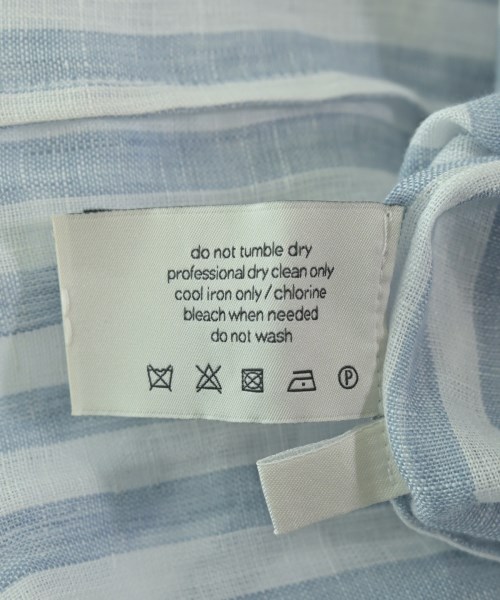 do not tumble dry
professional dry clean only
cool iron only / chlorine
bleach when needed
do not wash
P